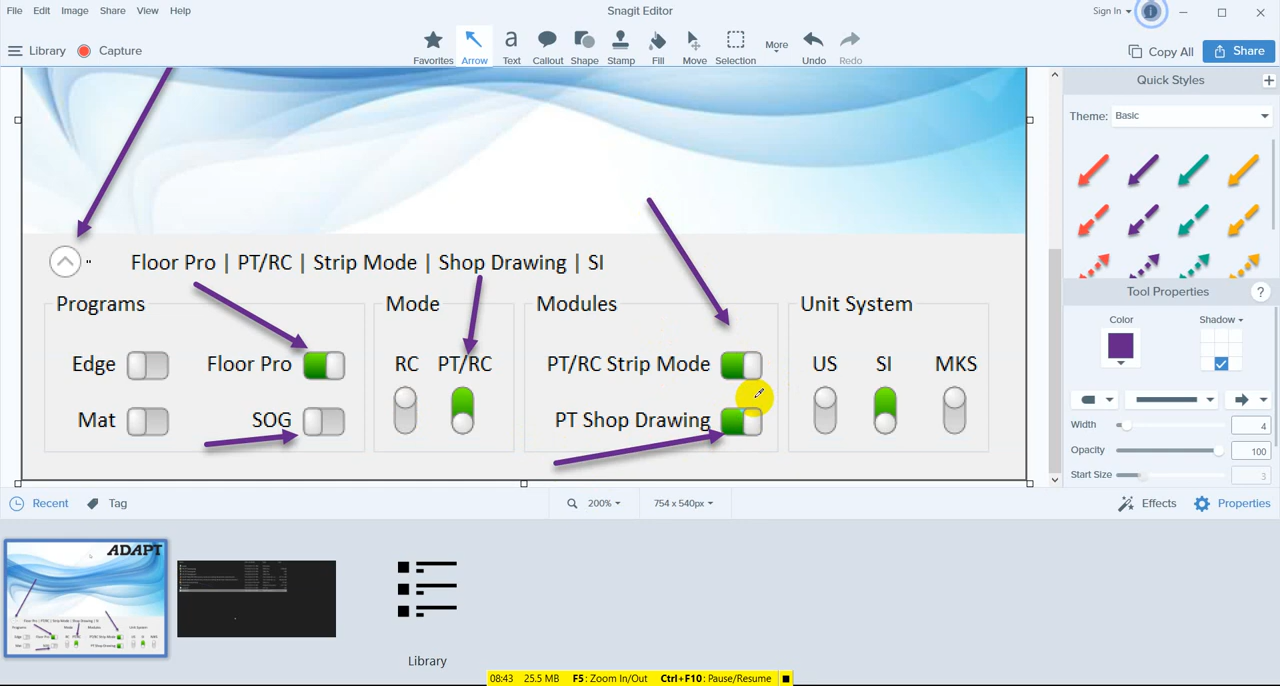 File Edit Image Share View Help
Snagit Editor
Sign In
Library Capture
Favorites Arrow Text Callout Shape Stamp Fill Move Selection More Undo Redo
Copy All Share
Quick Styles
Theme: Basic
Floor Pro | PT/RC | Strip Mode | Shop Drawing | SI
Programs Mode Modules Unit System
Edge Floor Pro RC PT/RC PT/RC Strip Mode US SI MKS
Mat SOG PT Shop Drawing
Tool Properties ?
Color Shadow
Width 4
Opacity 100
Start Size 3
Recent Tag 200% 754 x 540px Effects Properties
ADAPT
Library
08:43 25.5 MB F5: Zoom In/Out Ctrl+F10: Pause/Resume